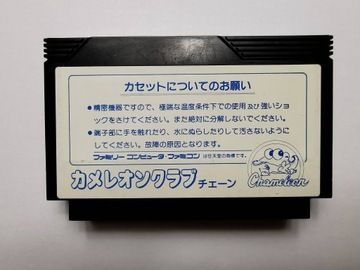 カセットについてのお願い
●精密機器ですので、極端な温度条件下での使用及び強いショ
ックをさけてください。また絶対に分解しないでください。
●端子部に手を触れたり、水にぬらしたりして汚さないように
してください。故障の原因となります。
ファミリーコンピュータ・ファミコンは任天堂の商標です。
カメレオンクラブチェーン
Chameleon